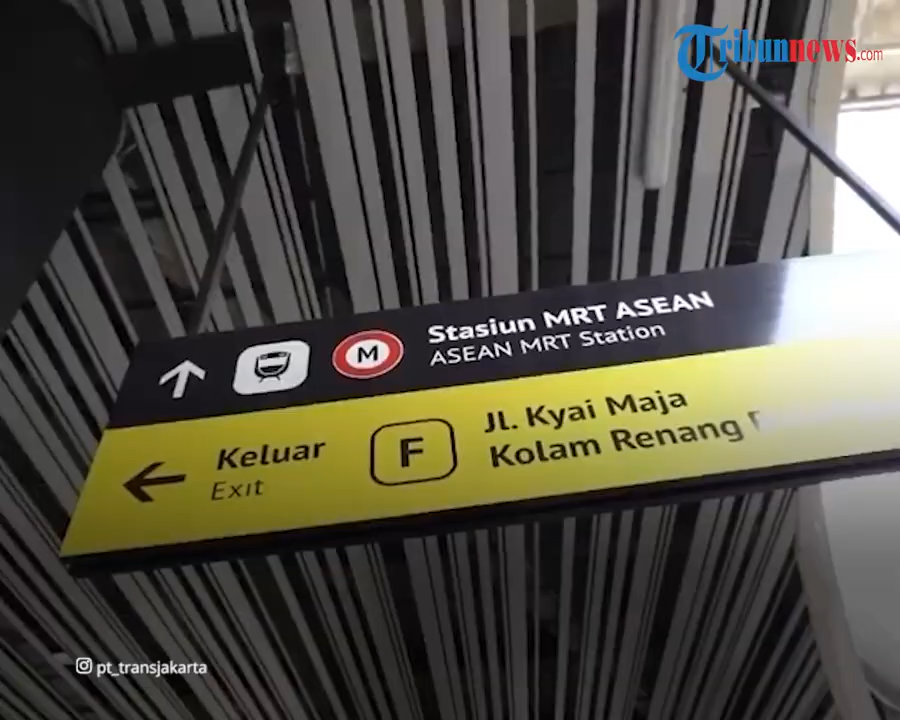 Tribunnews.com
M
Stasiun MRT ASEAN
ASEAN MRT Station
Keluar
Exit
F
Jl. Kyai Maja
Kolam Renang
pt_transjakarta